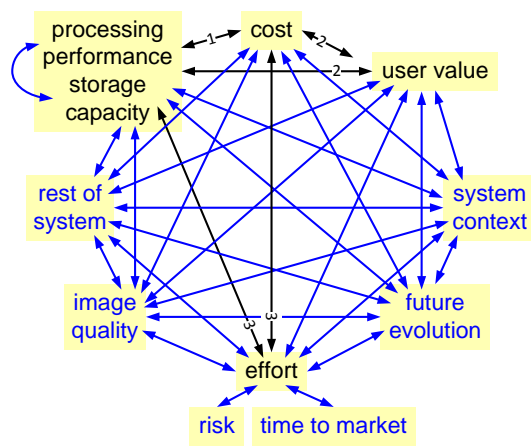 processing
performance
storage
capacity
1
cost
2
2
user value
rest of
system
system
context
image
quality
3
3
future
evolution
effort
risk
time to market